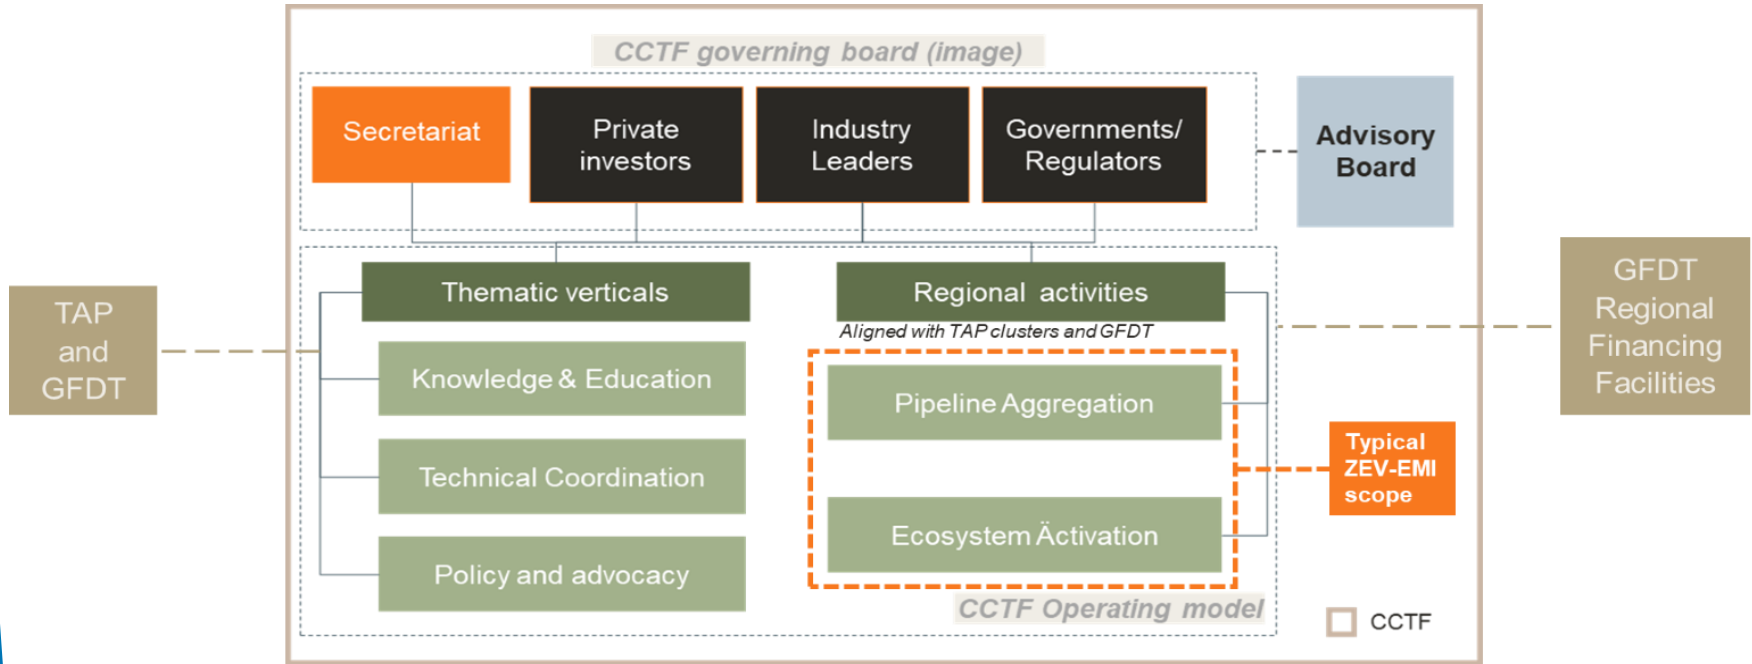 CCTF governing board (image)
Secretariat
Private
investors
Industry
Leaders
Governments/
Regulators
Advisory
Board
TAP
and
GFDT
Thematic verticals
Knowledge & Education
Technical Coordination
Policy and advocacy
Regional activities
Aligned with TAP clusters and GFDT
Pipeline Aggregation
Ecosystem Äctivation
CCTF Operating model
Typical
ZEV-EMI
scope
GFDT
Regional
Financing
Facilities
CCTF